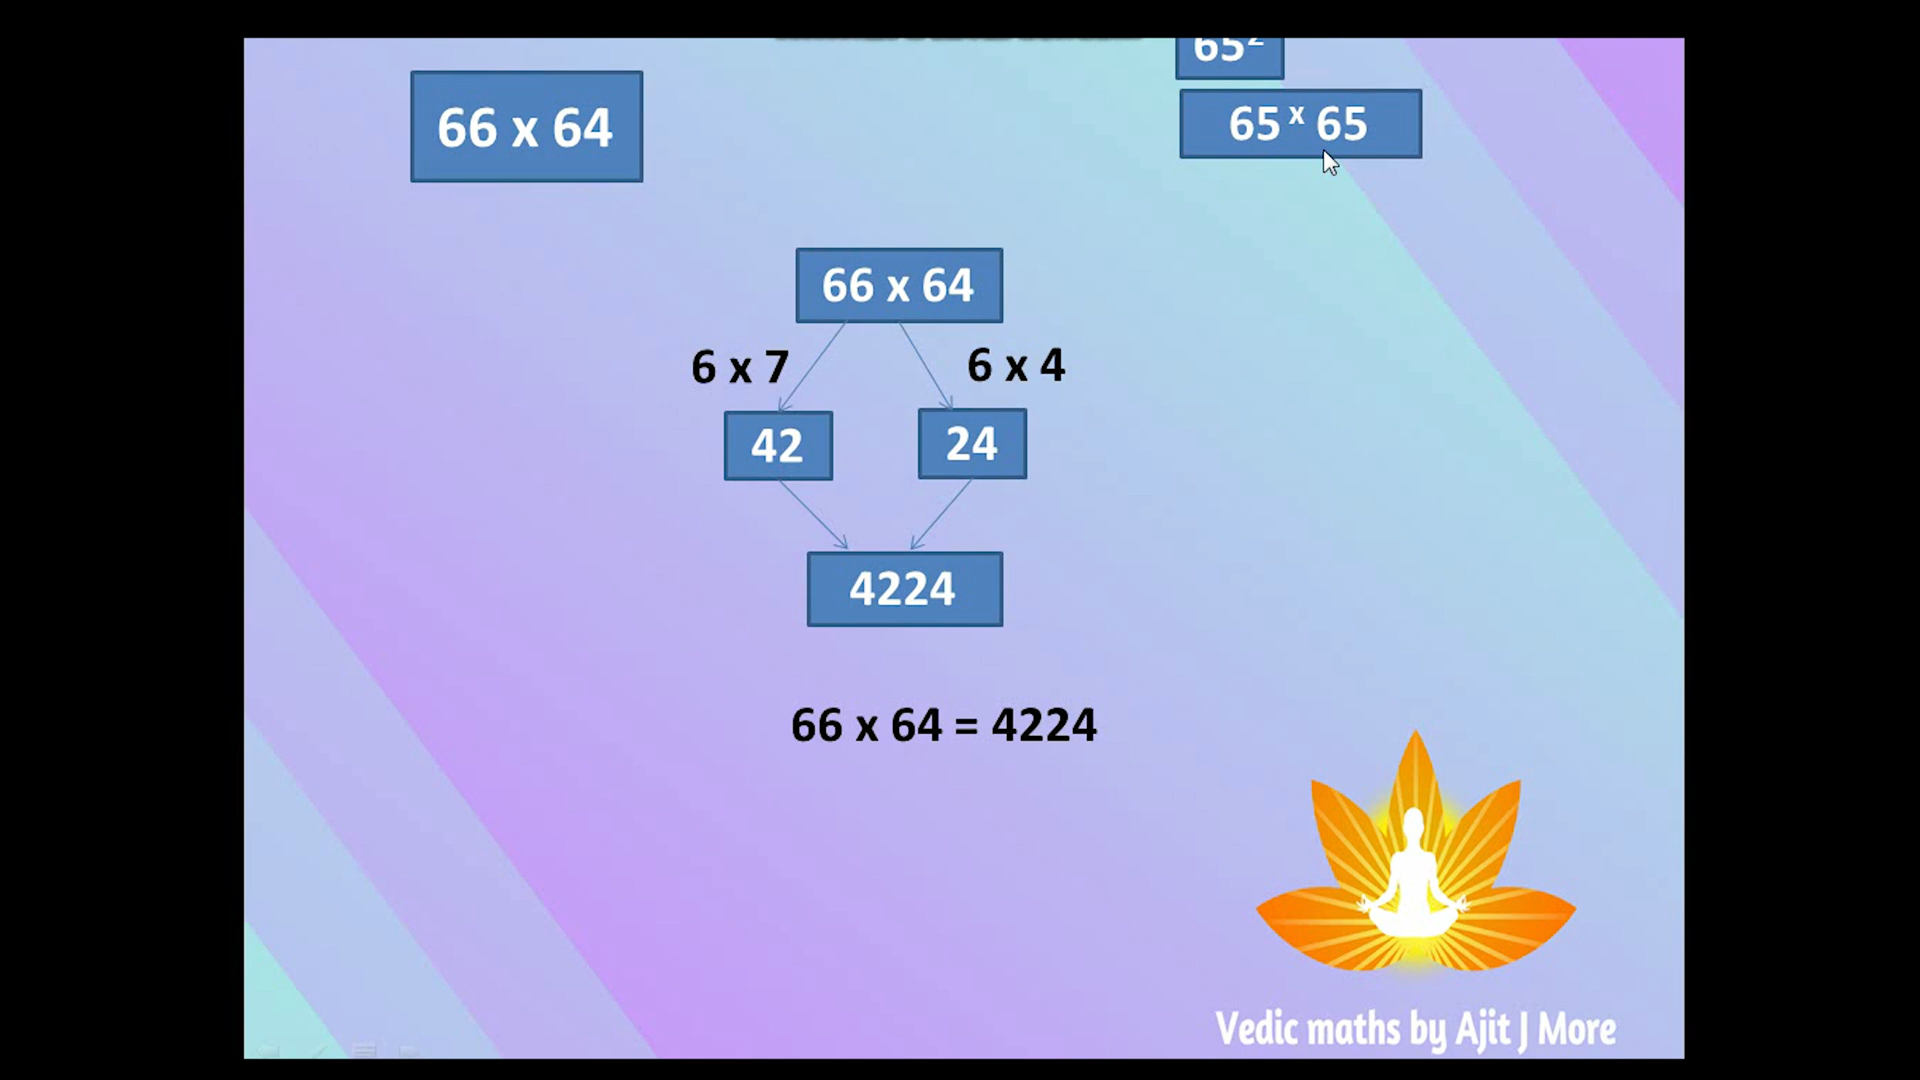 65²
66 x 64
65 x 65
66 x 64
6 x 7
6 x 4
42
24
4224
66 x 64 = 4224
Vedic maths by Ajit J More